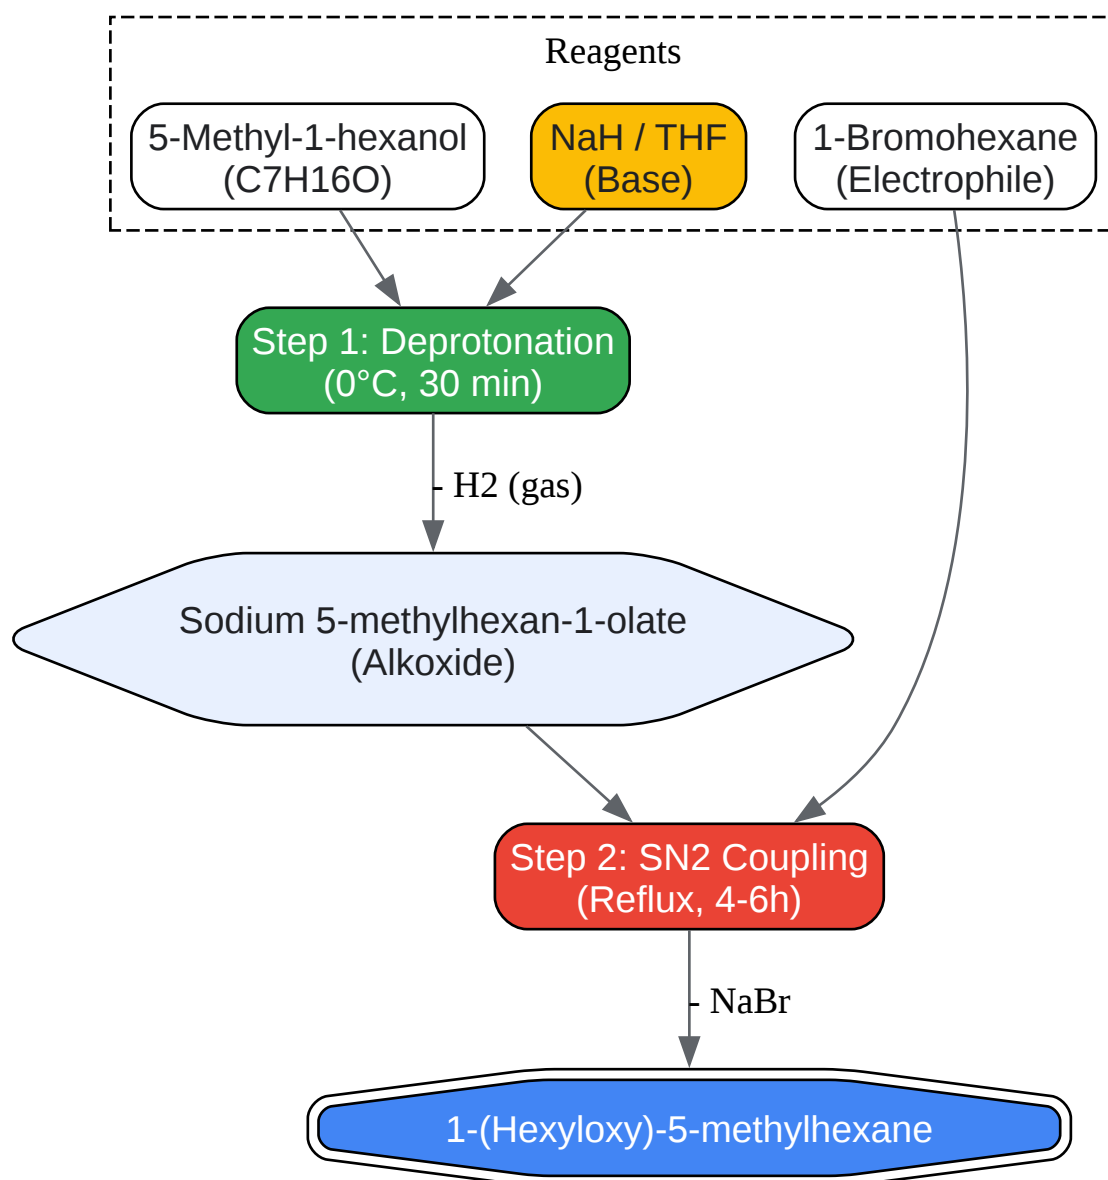 Reagents
5-Methyl-1-hexanol
(C7H16O)
NaH / THF
(Base)
1-Bromohexane
(Electrophile)
Step 1: Deprotonation
(0°C, 30 min)
- H2 (gas)
Sodium 5-methylhexan-1-olate
(Alkoxide)
Step 2: SN2 Coupling
(Reflux, 4-6h)
- NaBr
1-(Hexyloxy)-5-methylhexane